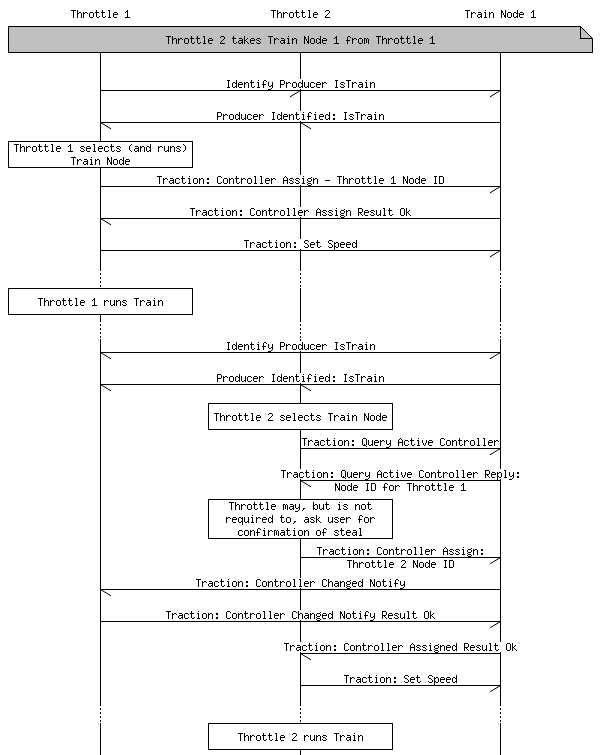 Throttle 1 Throttle 2 Train Node 1
Throttle 2 takes Train Node 1 from Throttle 1
Identify Producer IsTrain
Producer Identified: IsTrain
Throttle 1 selects (and runs)
Train Node
Traction: Controller Assign - Throttle 1 Node ID
Traction: Controller Assign Result Ok
Traction: Set Speed
Throttle 1 runs Train
Identify Producer IsTrain
Producer Identified: IsTrain
Throttle 2 selects Train Node
Traction: Query Active Controller
Traction: Query Active Controller Reply:
Node ID for Throttle 1
Throttle may, but is not
required to, ask user for
confirmation of steal
Traction: Controller Assign:
Throttle 2 Node ID
Traction: Controller Changed Notify
Traction: Controller Changed Notify Result Ok
Traction: Controller Assigned Result Ok
Traction: Set Speed
Throttle 2 runs Train